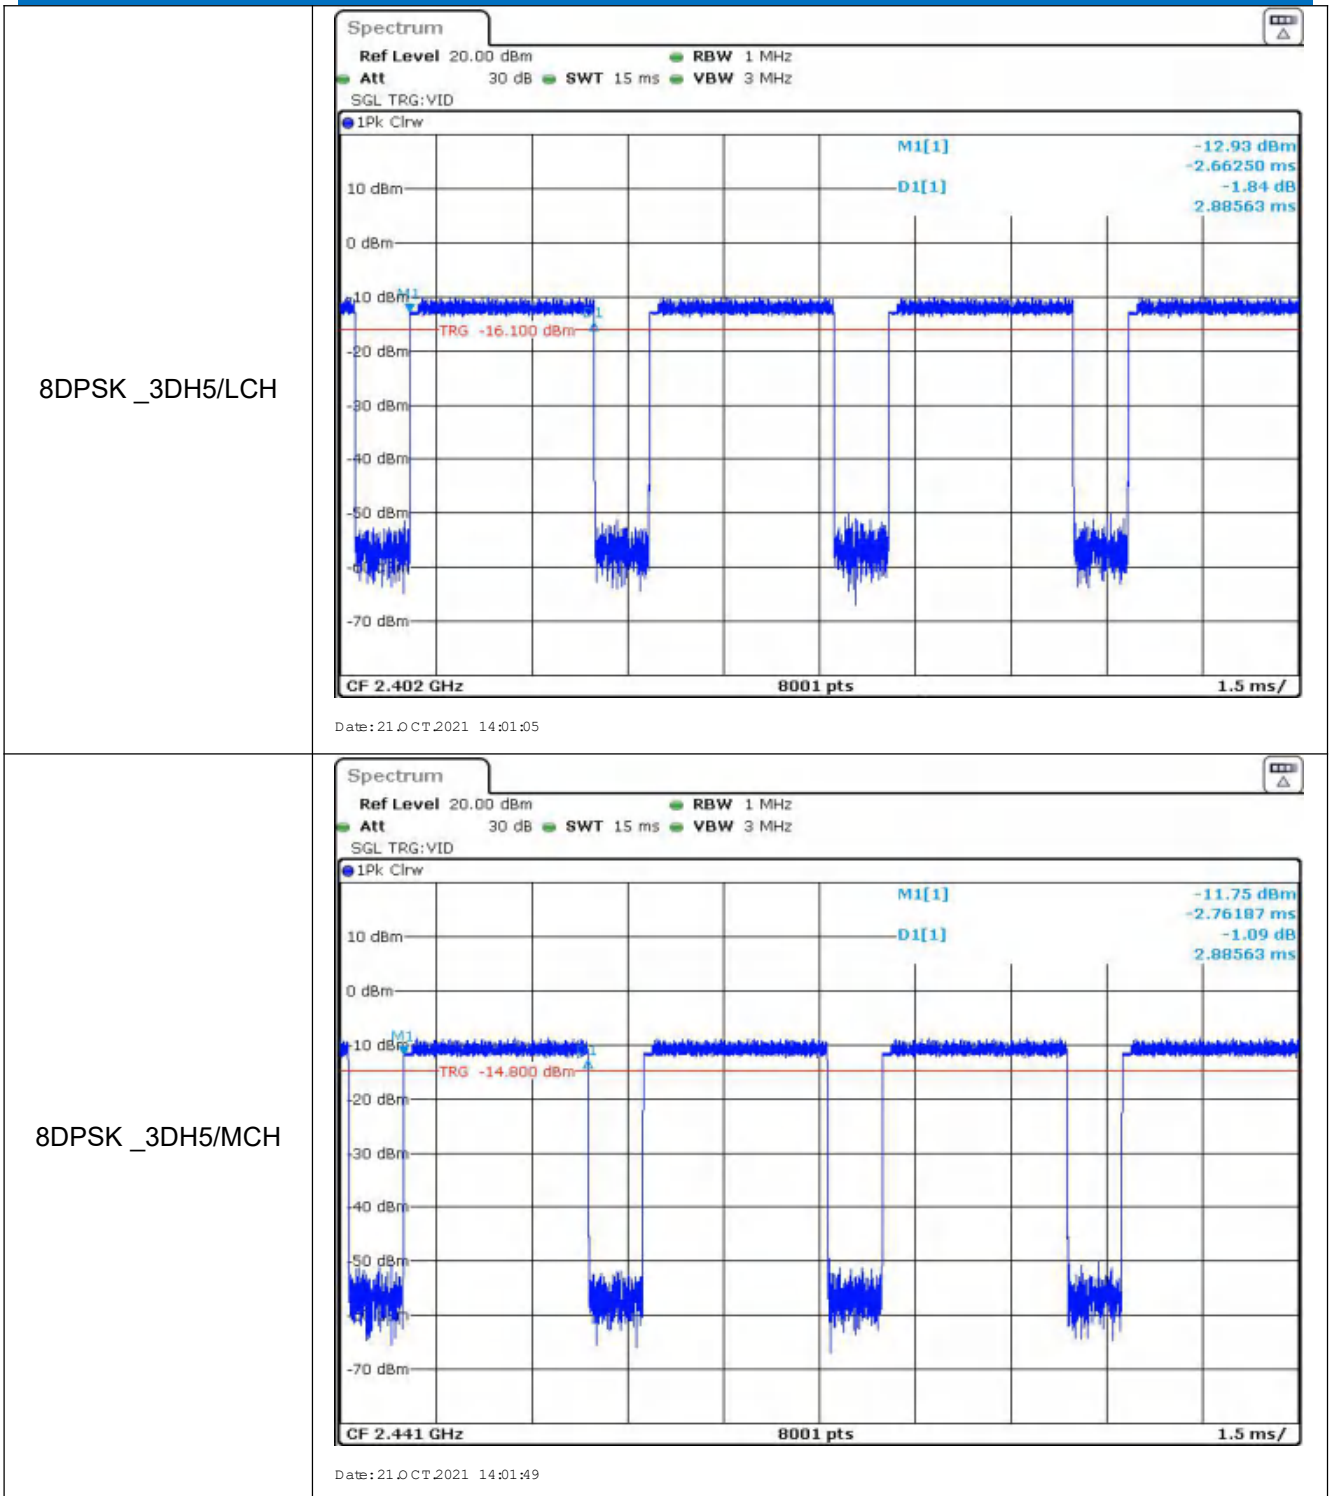 8DPSK _3DH5/LCH
Spectrum
Ref Level 20.00 dBm RBW 1 MHz
Att 30 dB SWT 15 ms VBW 3 MHz
SGL TRG:VID
1Pk Clrw
M1[1] -12.93 dBm
-2.66250 ms
10 dBm D1[1] -1.84 dB
2.88563 ms
0 dBm
M1
-10 dBm
D1
TRG -16.100 dBm
-20 dBm
-30 dBm
-40 dBm
-50 dBm
-70 dBm
CF 2.402 GHz 8001 pts 1.5 ms/
Date:21.OCT.2021 14:01:05
8DPSK _3DH5/MCH
Spectrum
Ref Level 20.00 dBm RBW 1 MHz
Att 30 dB SWT 15 ms VBW 3 MHz
SGL TRG:VID
1Pk Clrw
M1[1] -11.75 dBm
-2.76187 ms
10 dBm D1[1] -1.09 dB
2.88563 ms
0 dBm
M1
-10 dBm
TRG -14.800 dBm
-20 dBm
-30 dBm
-40 dBm
-50 dBm
-70 dBm
CF 2.441 GHz 8001 pts 1.5 ms/
Date:21.OCT.2021 14:01:49